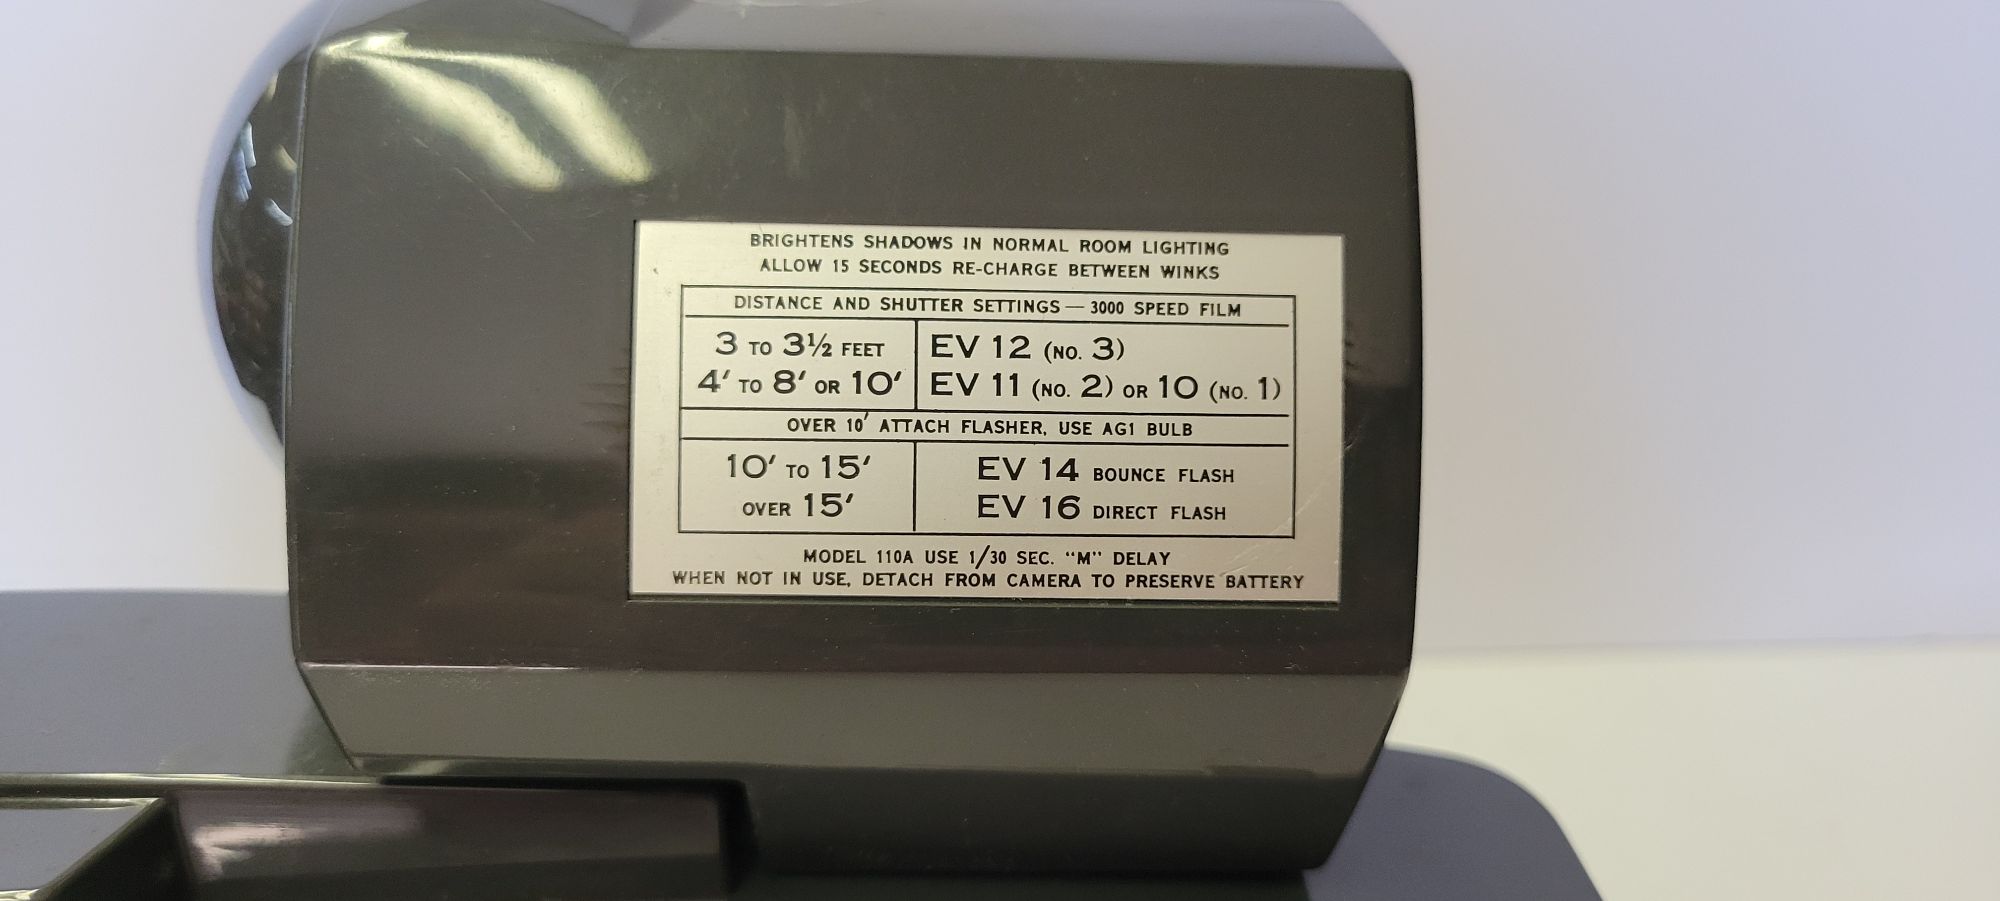 BRIGHTENS SHADOWS IN NORMAL ROOM LIGHTING
ALLOW 15 SECONDS RE-CHARGE BETWEEN WINKS
DISTANCE AND SHUTTER SETTINGS — 3000 SPEED FILM
3 TO 3½ FEET EV 12 (NO. 3)
4′ TO 8′ OR 10′ EV 11 (NO. 2) OR 10 (NO. 1)
OVER 10′ ATTACH FLASHER, USE AG1 BULB
10′ TO 15′ EV 14 BOUNCE FLASH
OVER 15′ EV 16 DIRECT FLASH
MODEL 110A USE 1/30 SEC. “M” DELAY
WHEN NOT IN USE, DETACH FROM CAMERA TO PRESERVE BATTERY